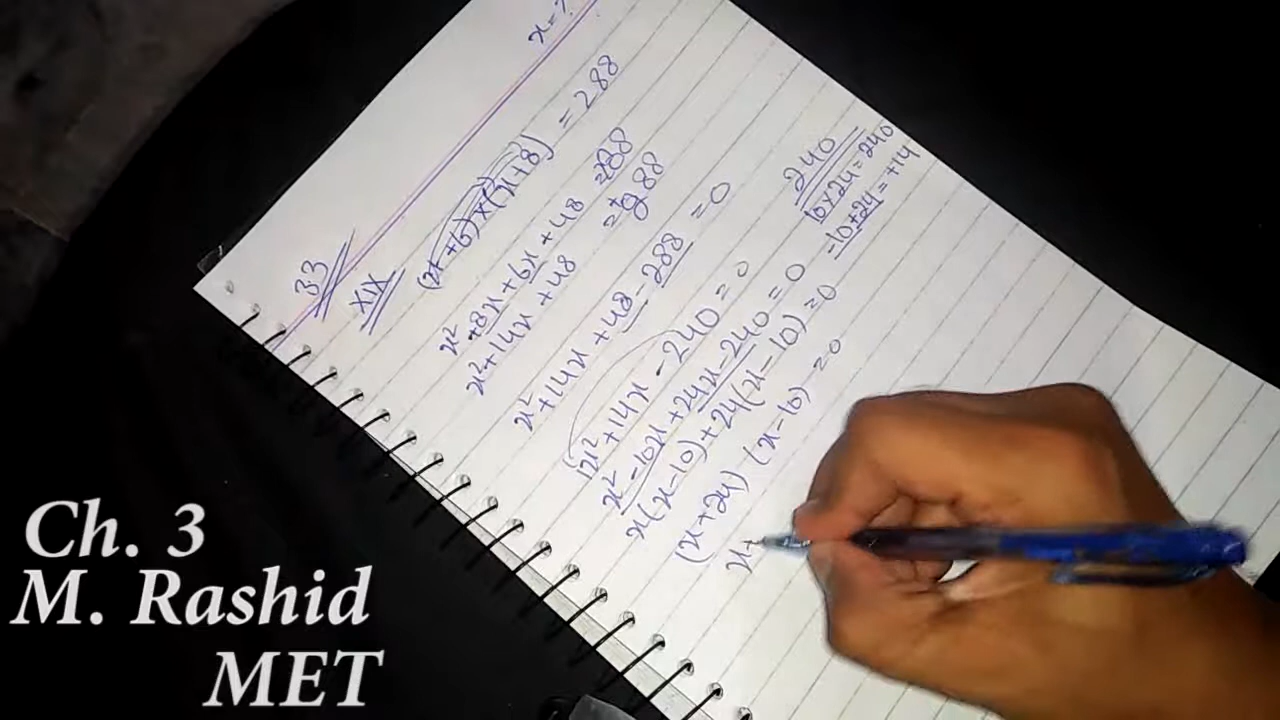 x = ?
33
XIX
(x+6)×(x+8) = 288
x² +8x+6x+48 = 288
x²+14x+48 = 288
x²+14x+48-288 = 0
1x²+14x-240 = 0
x²-10x+24x-240 = 0
x(x-10)+24(x-10) = 0
(x+24)(x-10) = 0
x+
240
10×24 = 240
-10+24 = +14
Ch. 3
M. Rashid
MET